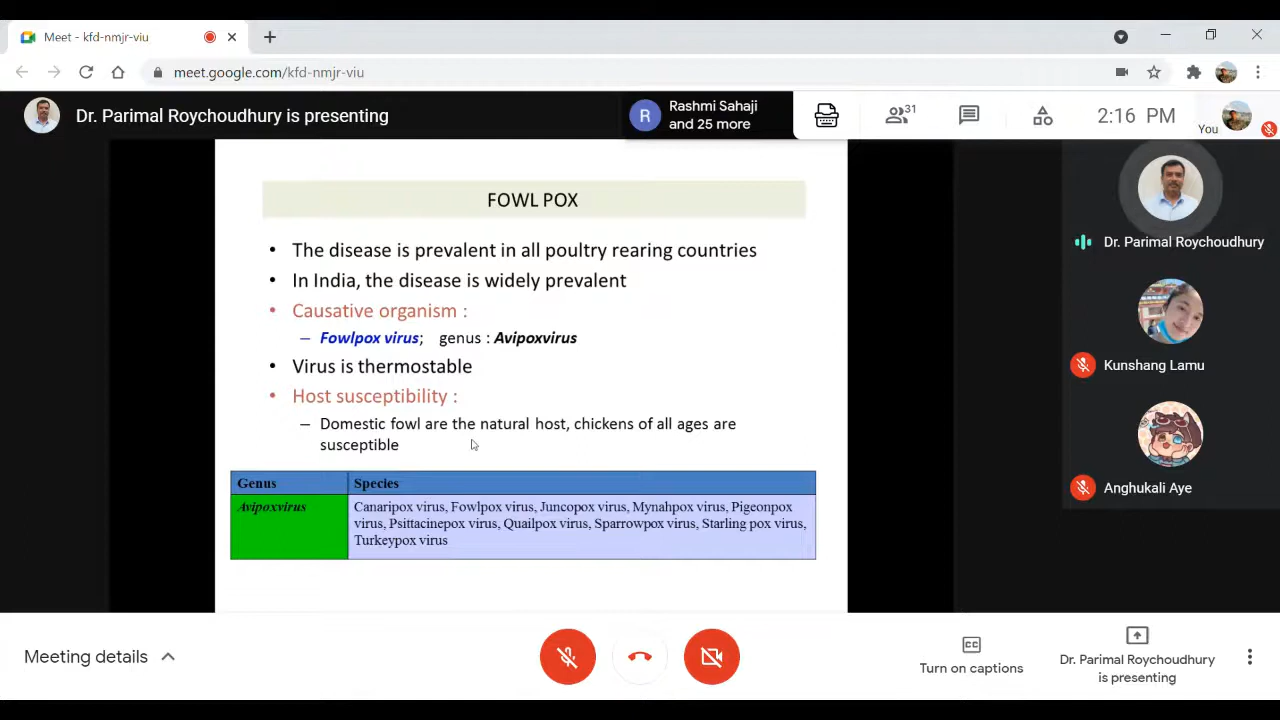 Meet - kfd-nmjr-viu
meet.google.com/kfd-nmjr-viu
Dr. Parimal Roychoudhury is presenting
R
Rashmi Sahaji
and 25 more
31
2:16 PM
You
FOWL POX
• The disease is prevalent in all poultry rearing countries
• In India, the disease is widely prevalent
• Causative organism :
– Fowlpox virus; genus : Avipoxvirus
• Virus is thermostable
• Host susceptibility :
– Domestic fowl are the natural host, chickens of all ages are
susceptible
Genus Species
Avipoxvirus Canaripox virus, Fowlpox virus, Juncopox virus, Mynahpox virus, Pigeonpox
virus, Psittacinepox virus, Quailpox virus, Sparrowpox virus, Starling pox virus,
Turkeypox virus
Dr. Parimal Roychoudhury
Kunshang Lamu
Anghukali Aye
Meeting details
CC
Turn on captions
Dr. Parimal Roychoudhury
is presenting